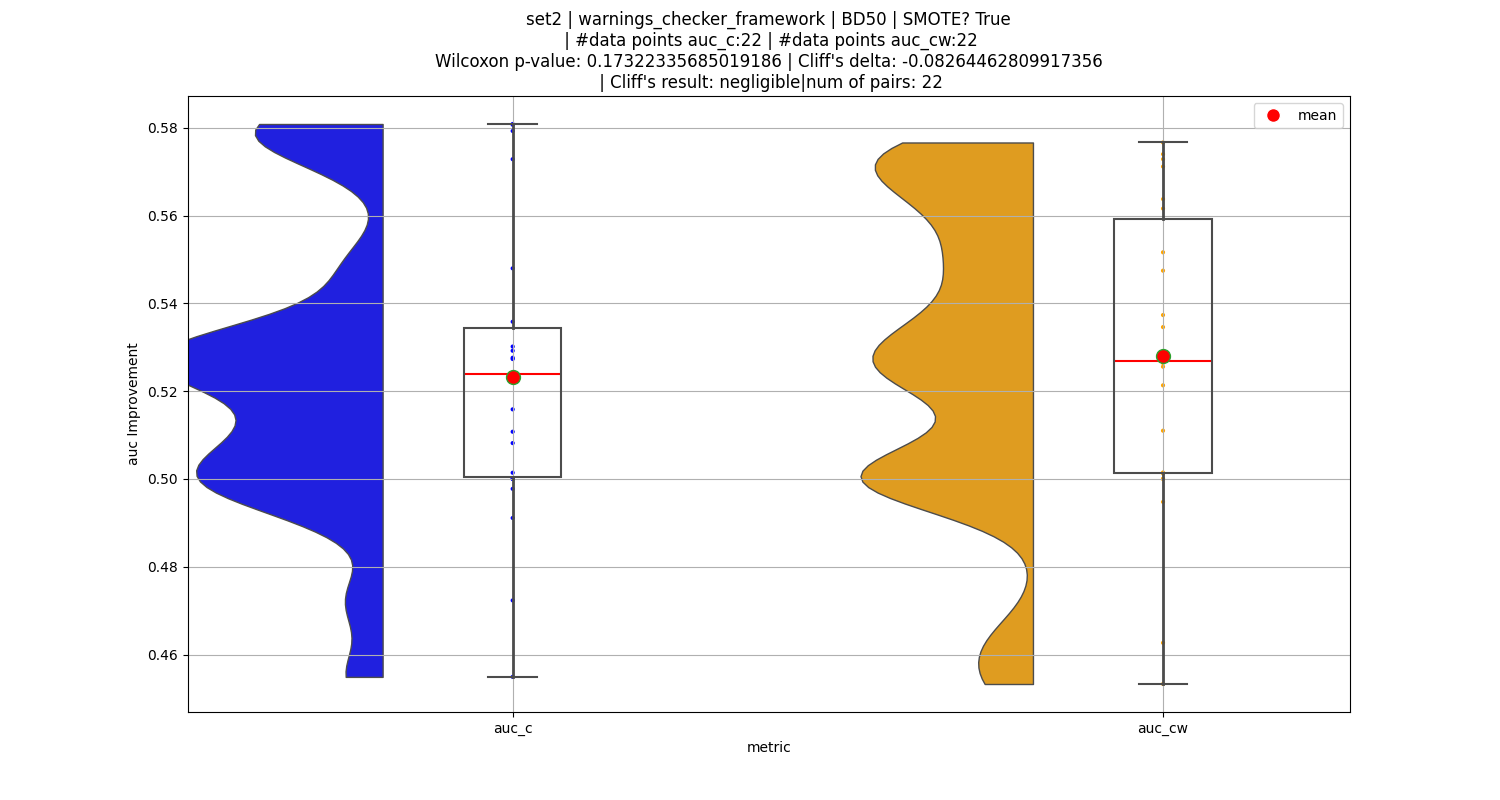 set2 | warnings_checker_framework | BD50 | SMOTE? True
| #data points auc_c:22 | #data points auc_cw:22
Wilcoxon p-value: 0.17322335685019186 | Cliff's delta: -0.08264462809917356
| Cliff's result: negligible|num of pairs: 22
mean
0.58
0.56
0.54
0.52
0.50
0.48
0.46
auc Improvement
auc_c
auc_cw
metric